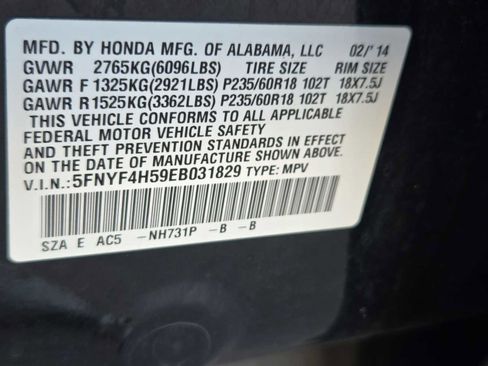 MFD. BY HONDA MFG. OF ALABAMA, LLC 02/'14
GVWR 2765KG(6096LBS) TIRE SIZE RIM SIZE
GAWR F 1325KG(2921LBS) P235/60R18 102T 18X7.5J
GAWR R 1525KG(3362LBS) P235/60R18 102T 18X7.5J
THIS VEHICLE CONFORMS TO ALL APPLICABLE
FEDERAL MOTOR VEHICLE SAFETY
AND THEFT PREVENTION STANDARDS IN EFFECT
ON THE DATE OF MANUFACTURE SHOWN ABOVE.
V.I.N.: 5FNYF4H59EB031829 TYPE: MPV
SZA E AC5 -NH731P -B -B